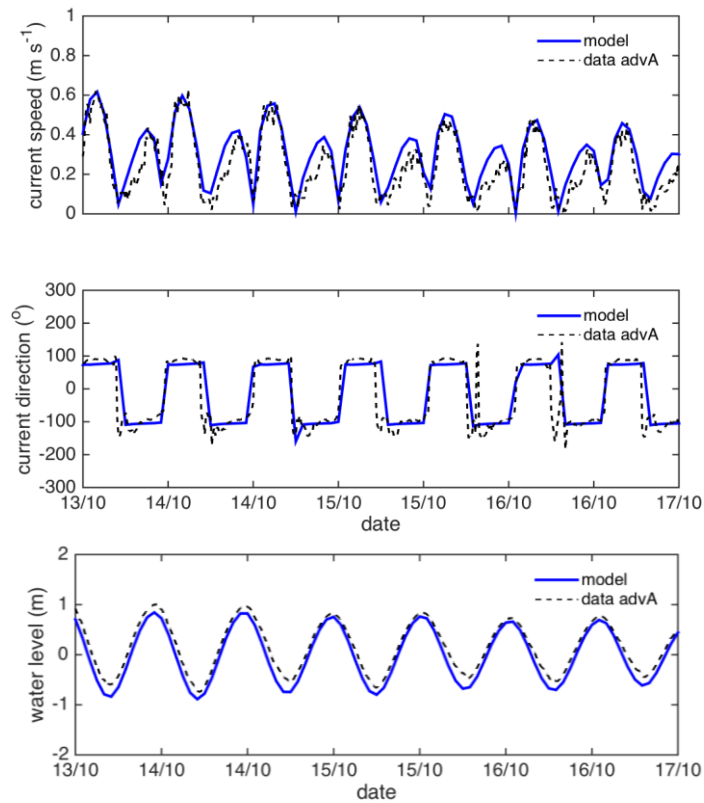 1
0.8
0.6
0.4
0.2
0
current speed (m s-1)
model
data advA
300
200
100
0
-100
-200
-300
current direction (o)
model
data advA
13/10 14/10 14/10 15/10 15/10 16/10 16/10 17/10
date
2
1
0
-1
-2
water level (m)
model
data advA
13/10 14/10 14/10 15/10 15/10 16/10 16/10 17/10
date